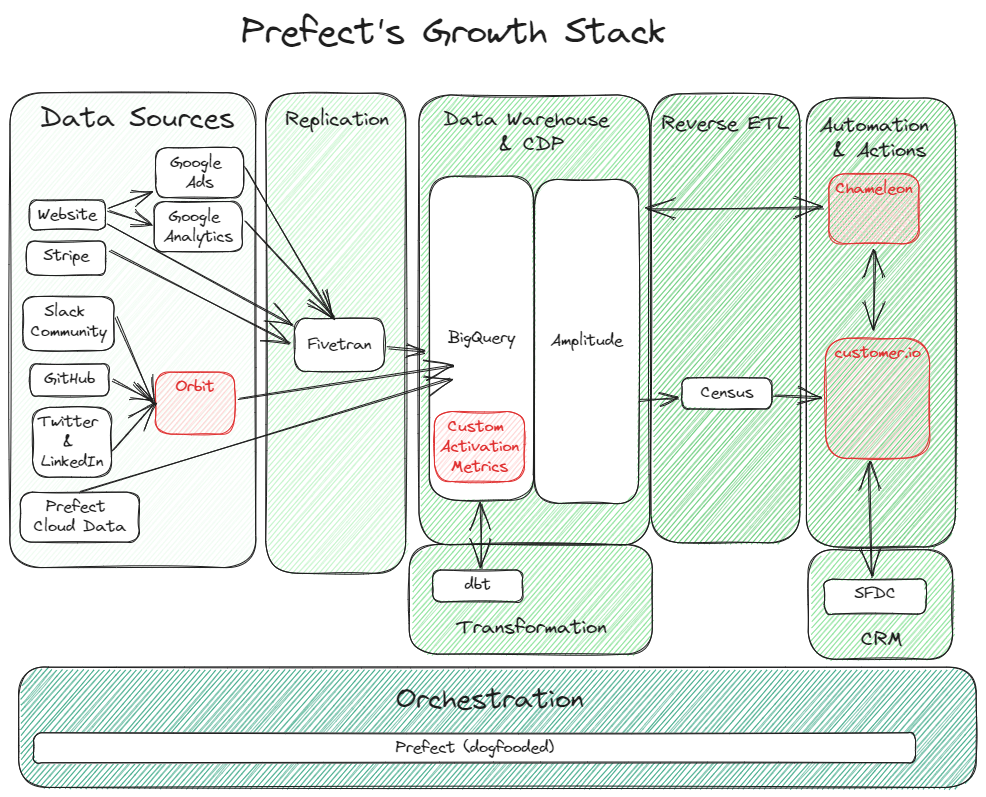 Prefect's Growth Stack
Data Sources
Google
Ads
Website
Google
Analytics
Stripe
Slack
Community
GitHub
Orbit
Twitter
&
LinkedIn
Prefect
Cloud Data
Replication
Fivetran
Data Warehouse
& CDP
BigQuery
Amplitude
Custom
Activation
Metrics
dbt
Transformation
Reverse ETL
Census
Automation
& Actions
Chameleon
customer.io
SFDC
CRM
Orchestration
Prefect (dogfooded)